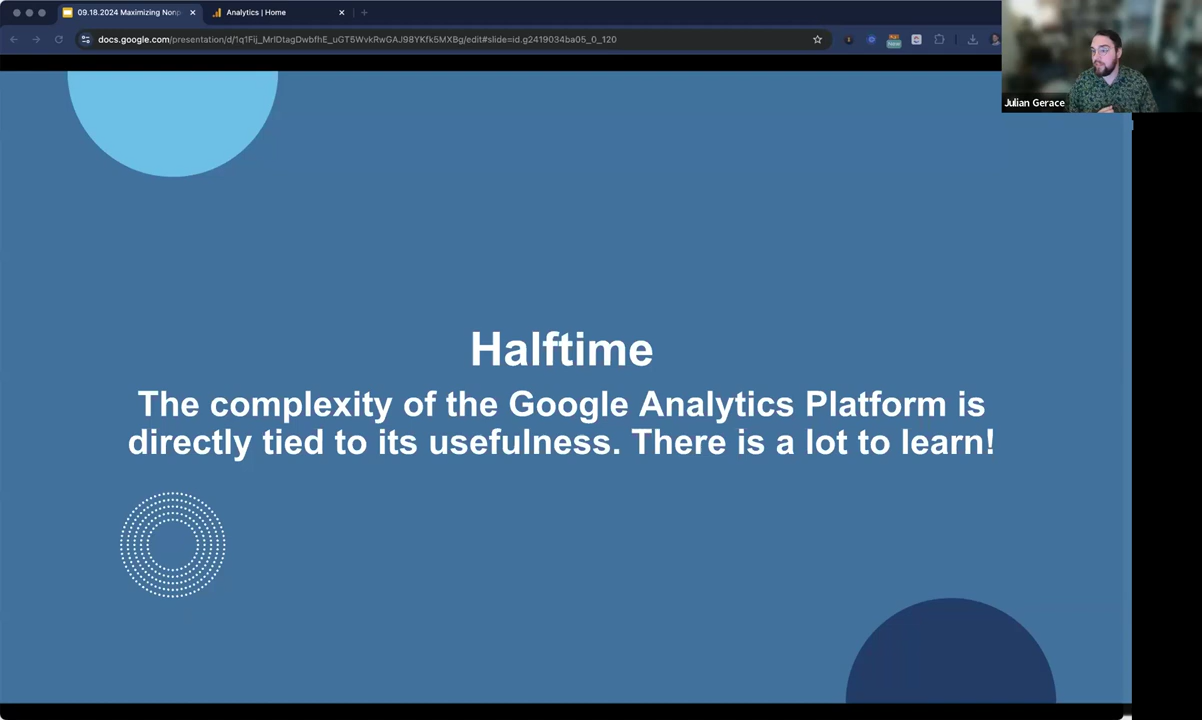 09.18.2024 Maximizing Nonp
Analytics | Home
docs.google.com/presentation/d/1q1Fij_MrIDtagDwbfhE_uGT5WvkRwGAJ98YKfk5MXBg/edit#slide=id.g2419034ba05_0_120
Julian Gerace
Halftime
The complexity of the Google Analytics Platform is
directly tied to its usefulness. There is a lot to learn!